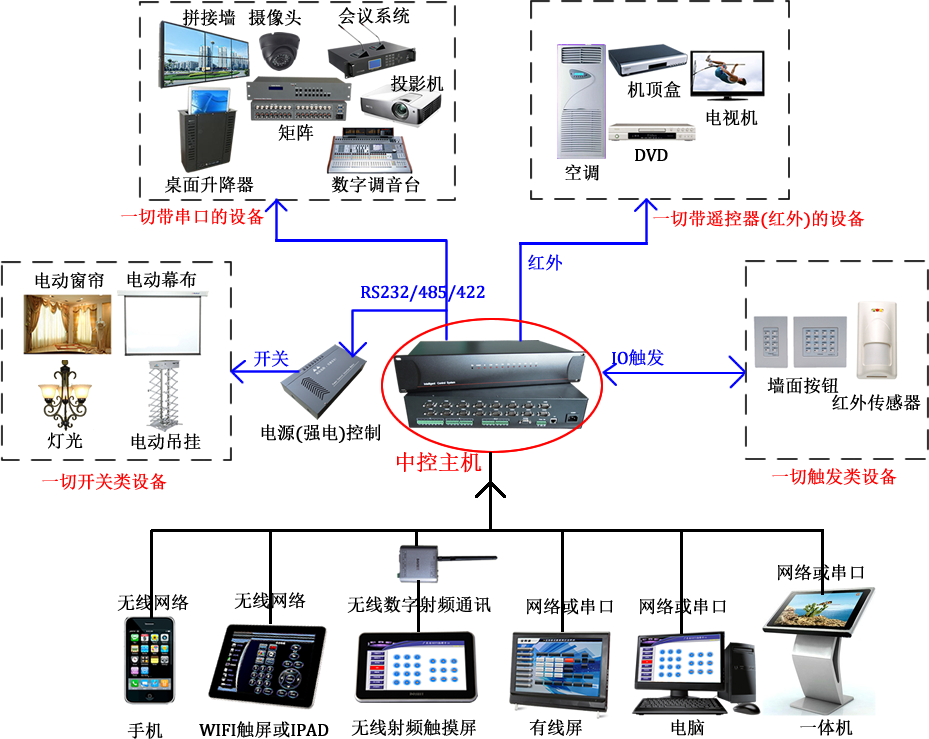 拼接墙
摄像头
会议系统
投影机
矩阵
桌面升降器
数字调音台
一切带串口的设备
机顶盒
电视机
DVD
空调
一切带遥控器(红外)的设备
红外
RS232/485/422
电动窗帘
电动幕布
灯光
电动吊挂
一切开关类设备
开关
电源(强电)控制
Intelligent Control System
中控主机
IO触发
墙面按钮
红外传感器
一切触发类设备
无线网络
无线网络
无线数字射频通讯
网络或串口
网络或串口
网络或串口
手机
WIFI触屏或IPAD
无线射频触摸屏
有线屏
电脑
一体机